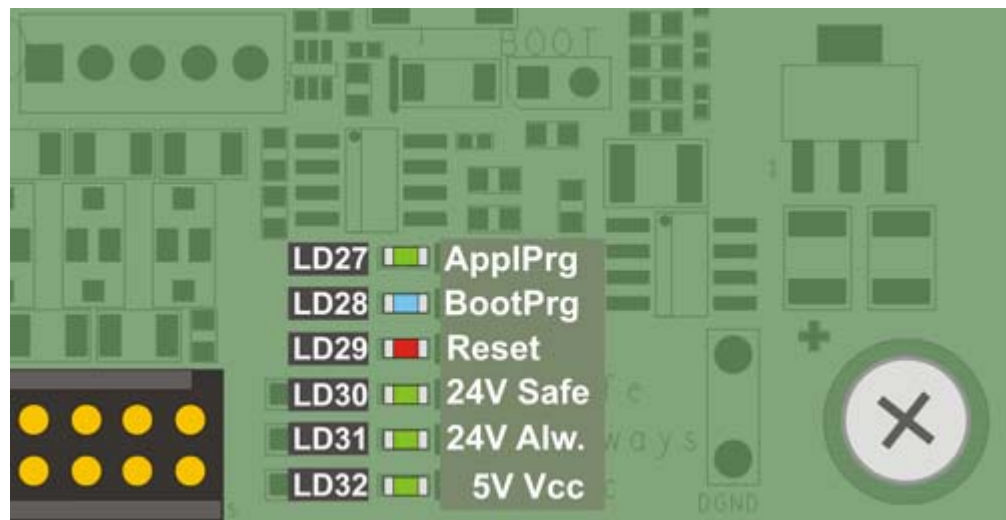 BOOT
LD27 ApplPrg
LD28 BootPrg
LD29 Reset
LD30 24V Safe
LD31 24V Alw.
LD32 5V Vcc
DGND